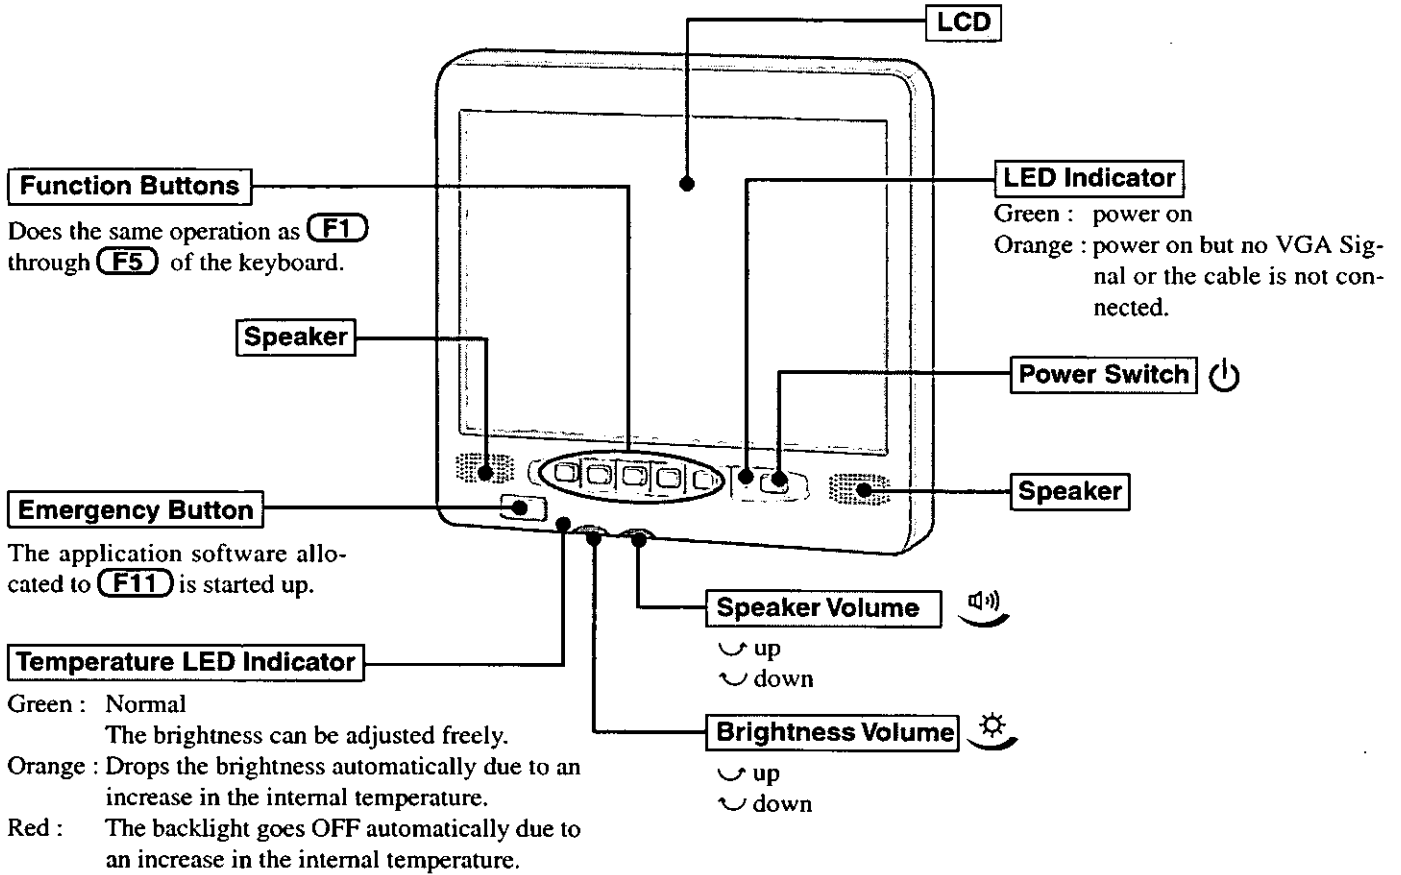 LCD
Function Buttons
Does the same operation as F1
through F5 of the keyboard.
LED Indicator
Green : power on
Orange : power on but no VGA Sig-
nal or the cable is not con-
nected.
Speaker
Power Switch
Speaker
Emergency Button
The application software allo-
cated to F11 is started up.
Speaker Volume
up
down
Temperature LED Indicator
Green : Normal
The brightness can be adjusted freely.
Orange : Drops the brightness automatically due to an
increase in the internal temperature.
Red : The backlight goes OFF automatically due to
an increase in the internal temperature.
Brightness Volume
up
down